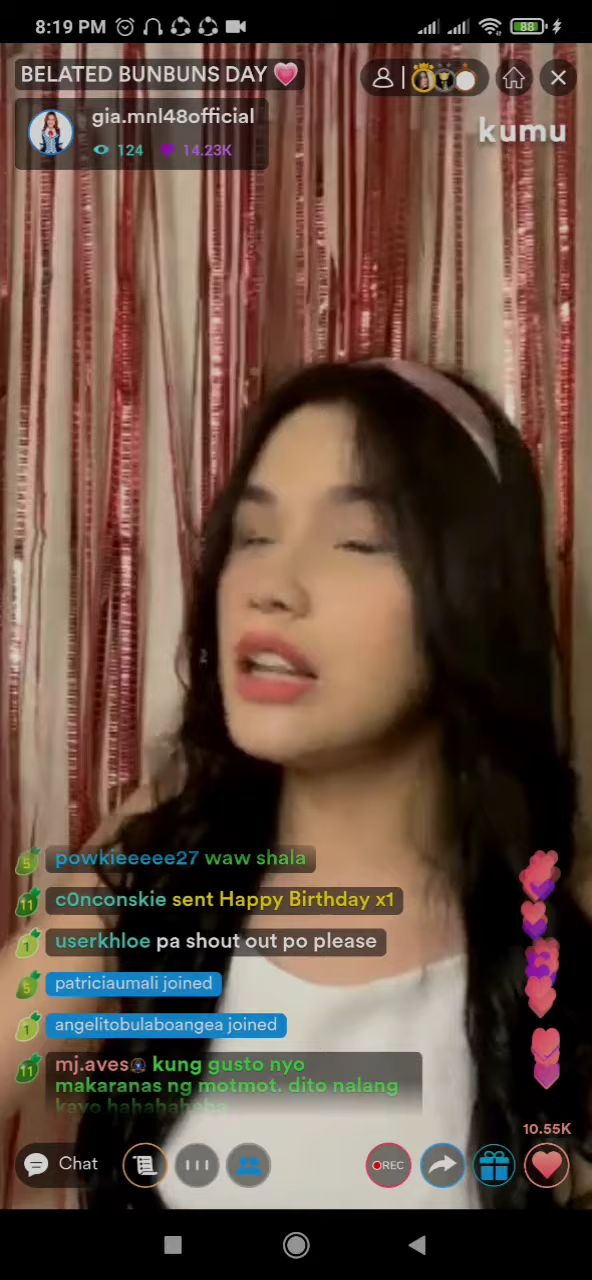 8:19 PM
88
BELATED BUNBUNS DAY
gia.mnl48official
124 14.23K
kumu
5 powkieeeee27 waw shala
11 c0nconskie sent Happy Birthday x1
1 userkhloe pa shout out po please
5 patriciaumali joined
1 angelitobulaboangea joined
11 mj.aves kung gusto nyo
makaranas ng motmot. dito nalang
kayo hahahaheha
10.55K
Chat
REC